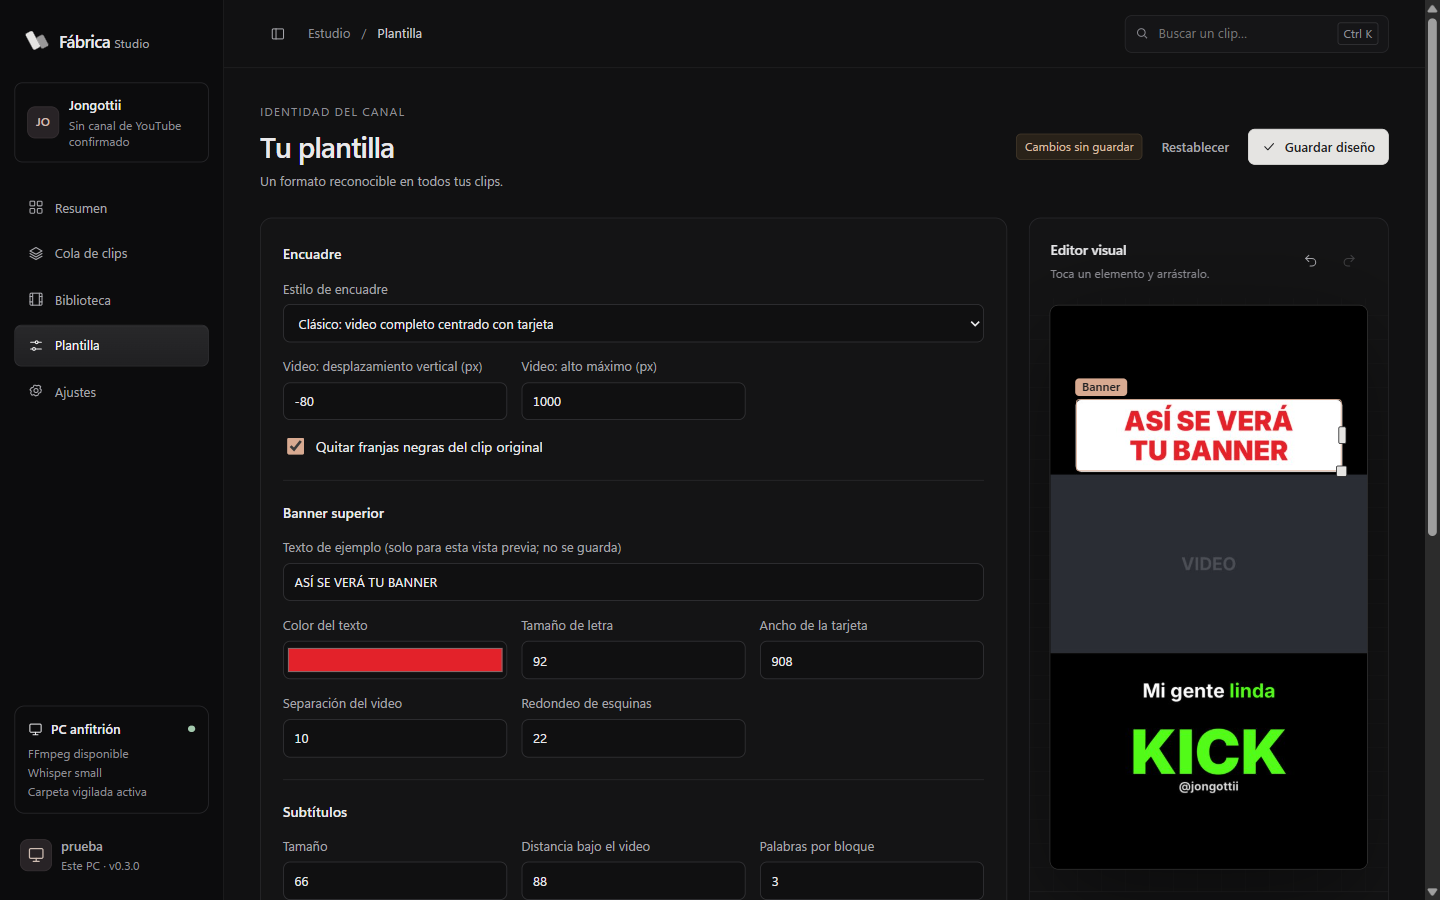 Fábrica Studio
JO
Jongottii
Sin canal de YouTube
confirmado
Resumen
Cola de clips
Biblioteca
Plantilla
Ajustes
PC anfitrión
FFmpeg disponible
Whisper small
Carpeta vigilada activa
prueba
Este PC · v0.3.0
Estudio / Plantilla
Buscar un clip...
Ctrl K
IDENTIDAD DEL CANAL
Tu plantilla
Un formato reconocible en todos tus clips.
Cambios sin guardar
Restablecer
Guardar diseño
Encuadre
Estilo de encuadre
Clásico: video completo centrado con tarjeta
Video: desplazamiento vertical (px)
Video: alto máximo (px)
-80
1000
Quitar franjas negras del clip original
Banner superior
Texto de ejemplo (solo para esta vista previa; no se guarda)
ASÍ SE VERÁ TU BANNER
Color del texto
Tamaño de letra
Ancho de la tarjeta
92
908
Separación del video
Redondeo de esquinas
10
22
Subtítulos
Tamaño
Distancia bajo el video
Palabras por bloque
66
88
3
Editor visual
Toca un elemento y arrástralo.
Banner
ASÍ SE VERÁ
TU BANNER
VIDEO
Mi gente linda
KICK
@jongottii